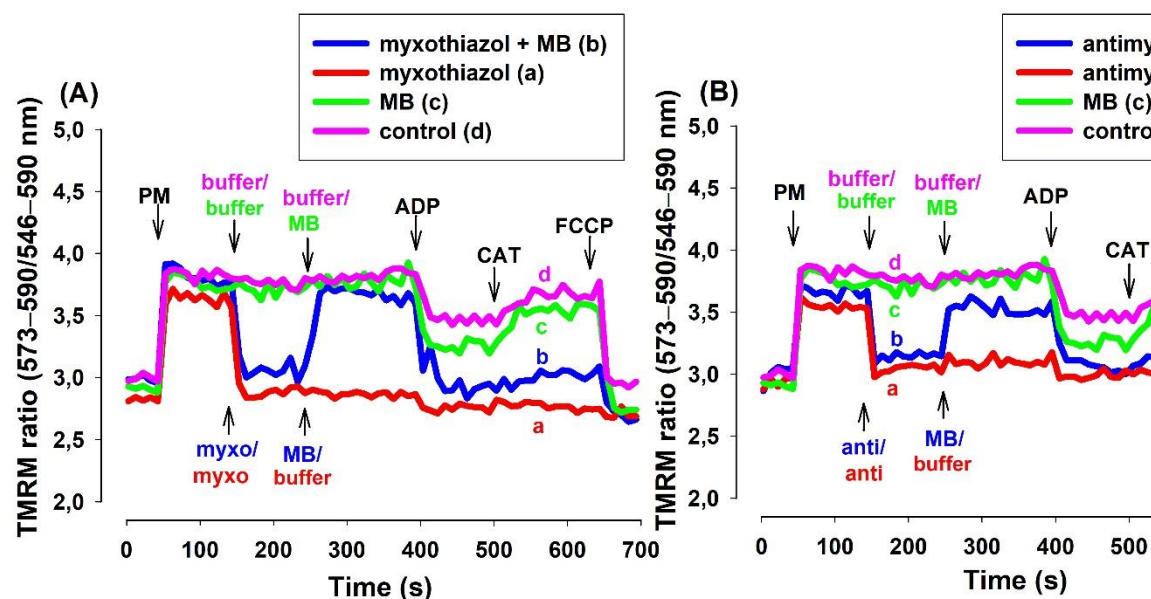 (A)
myxothiazol + MB (b)
myxothiazol (a)
MB (c)
control (d)
TMRM ratio (573–590/546–590 nm)
5,0
4,5
4,0
3,5
3,0
2,5
2,0
PM
buffer/
buffer
buffer/
MB
ADP
CAT
FCCP
d
c
b
a
myxo/
myxo
MB/
buffer
0 100 200 300 400 500 600 700
Time (s)
(B)
antimy
antimy
MB (c)
contro
TMRM ratio (573–590/546–590 nm)
5,0
4,5
4,0
3,5
3,0
2,5
2,0
PM
buffer/
buffer
buffer/
MB
ADP
CAT
d
c
b
a
anti/
anti
MB/
buffer
0 100 200 300 400 500
Time (s)